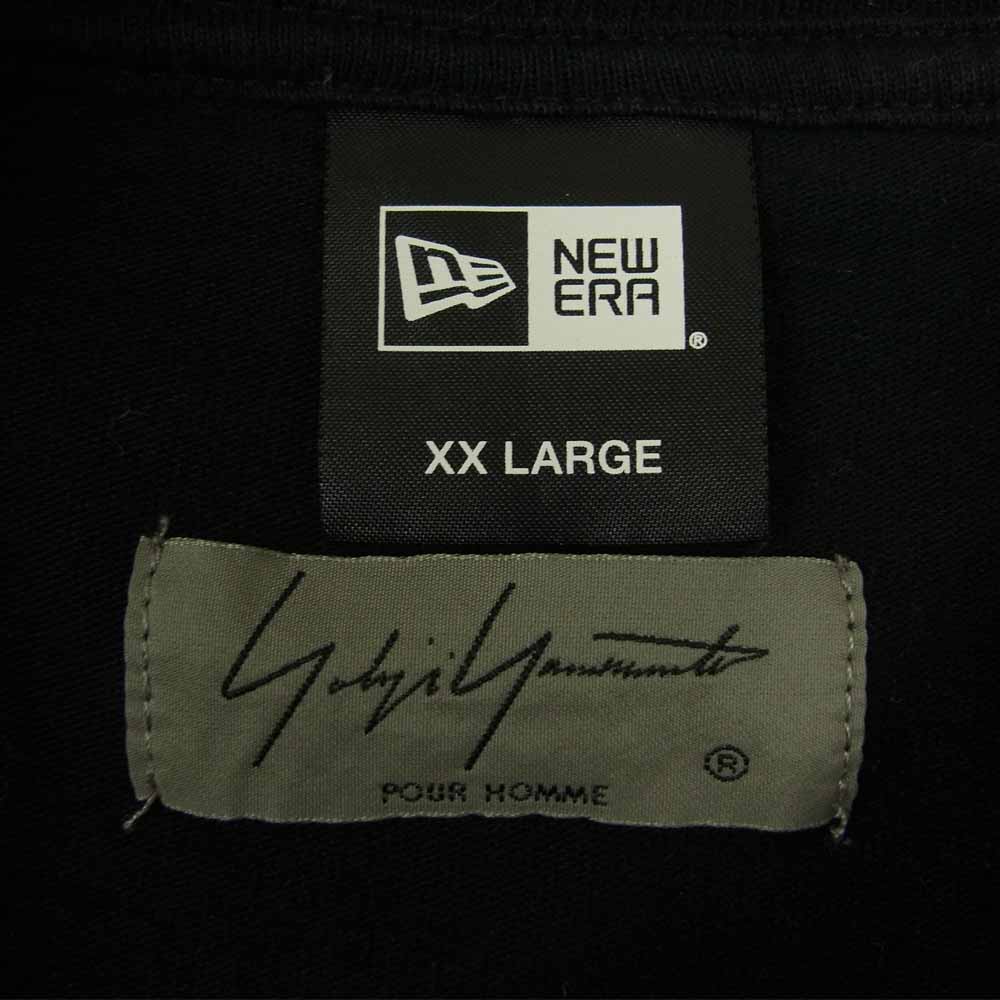 NEW
ERA
®
XX LARGE
Yohji Yamamoto
®
POUR HOMME